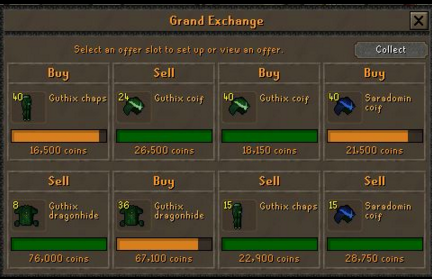 Grand Exchange
Select an offer slot to set up or view an offer.
Collect
Buy
40
Guthix chaps
16,500 coins
Sell
24
Guthix coif
26,500 coins
Buy
40
Guthix coif
18,150 coins
Buy
40
Saradomin
coif
21,500 coins
Sell
8
Guthix
dragonhide
76,000 coins
Buy
36
Guthix
dragonhide
67,100 coins
Sell
15
Guthix chaps
22,900 coins
Sell
15
Saradomin
coif
28,750 coins